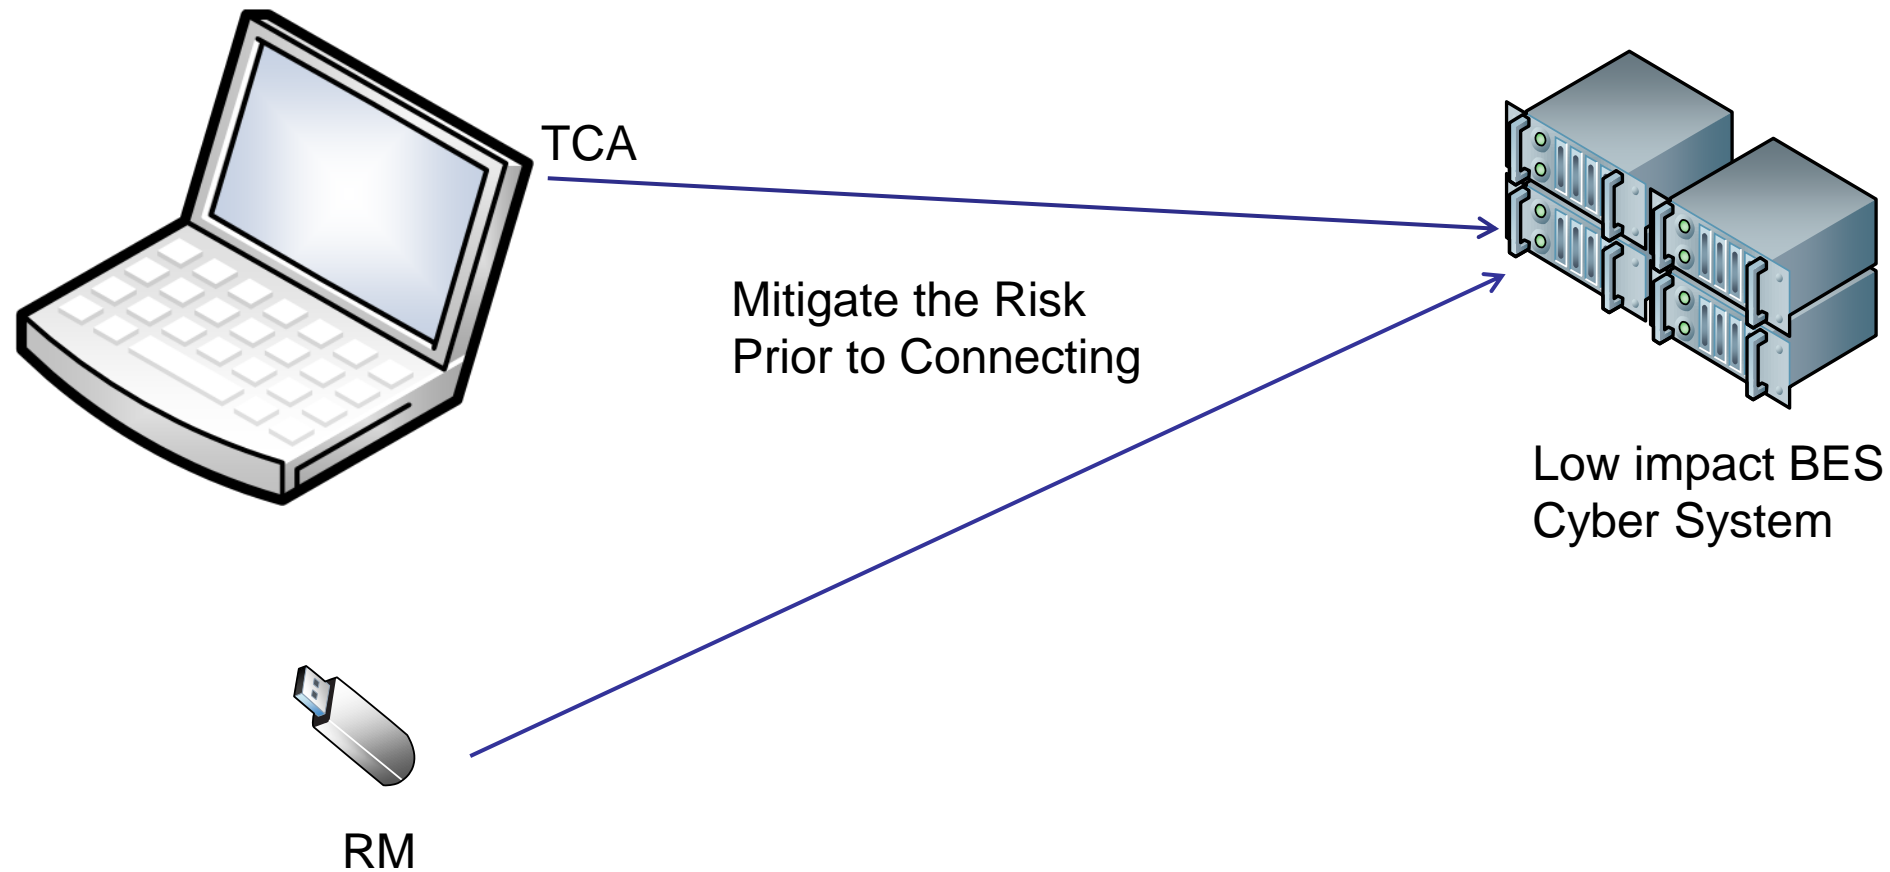 TCA
Mitigate the Risk
Prior to Connecting
Low impact BES
Cyber System
RM